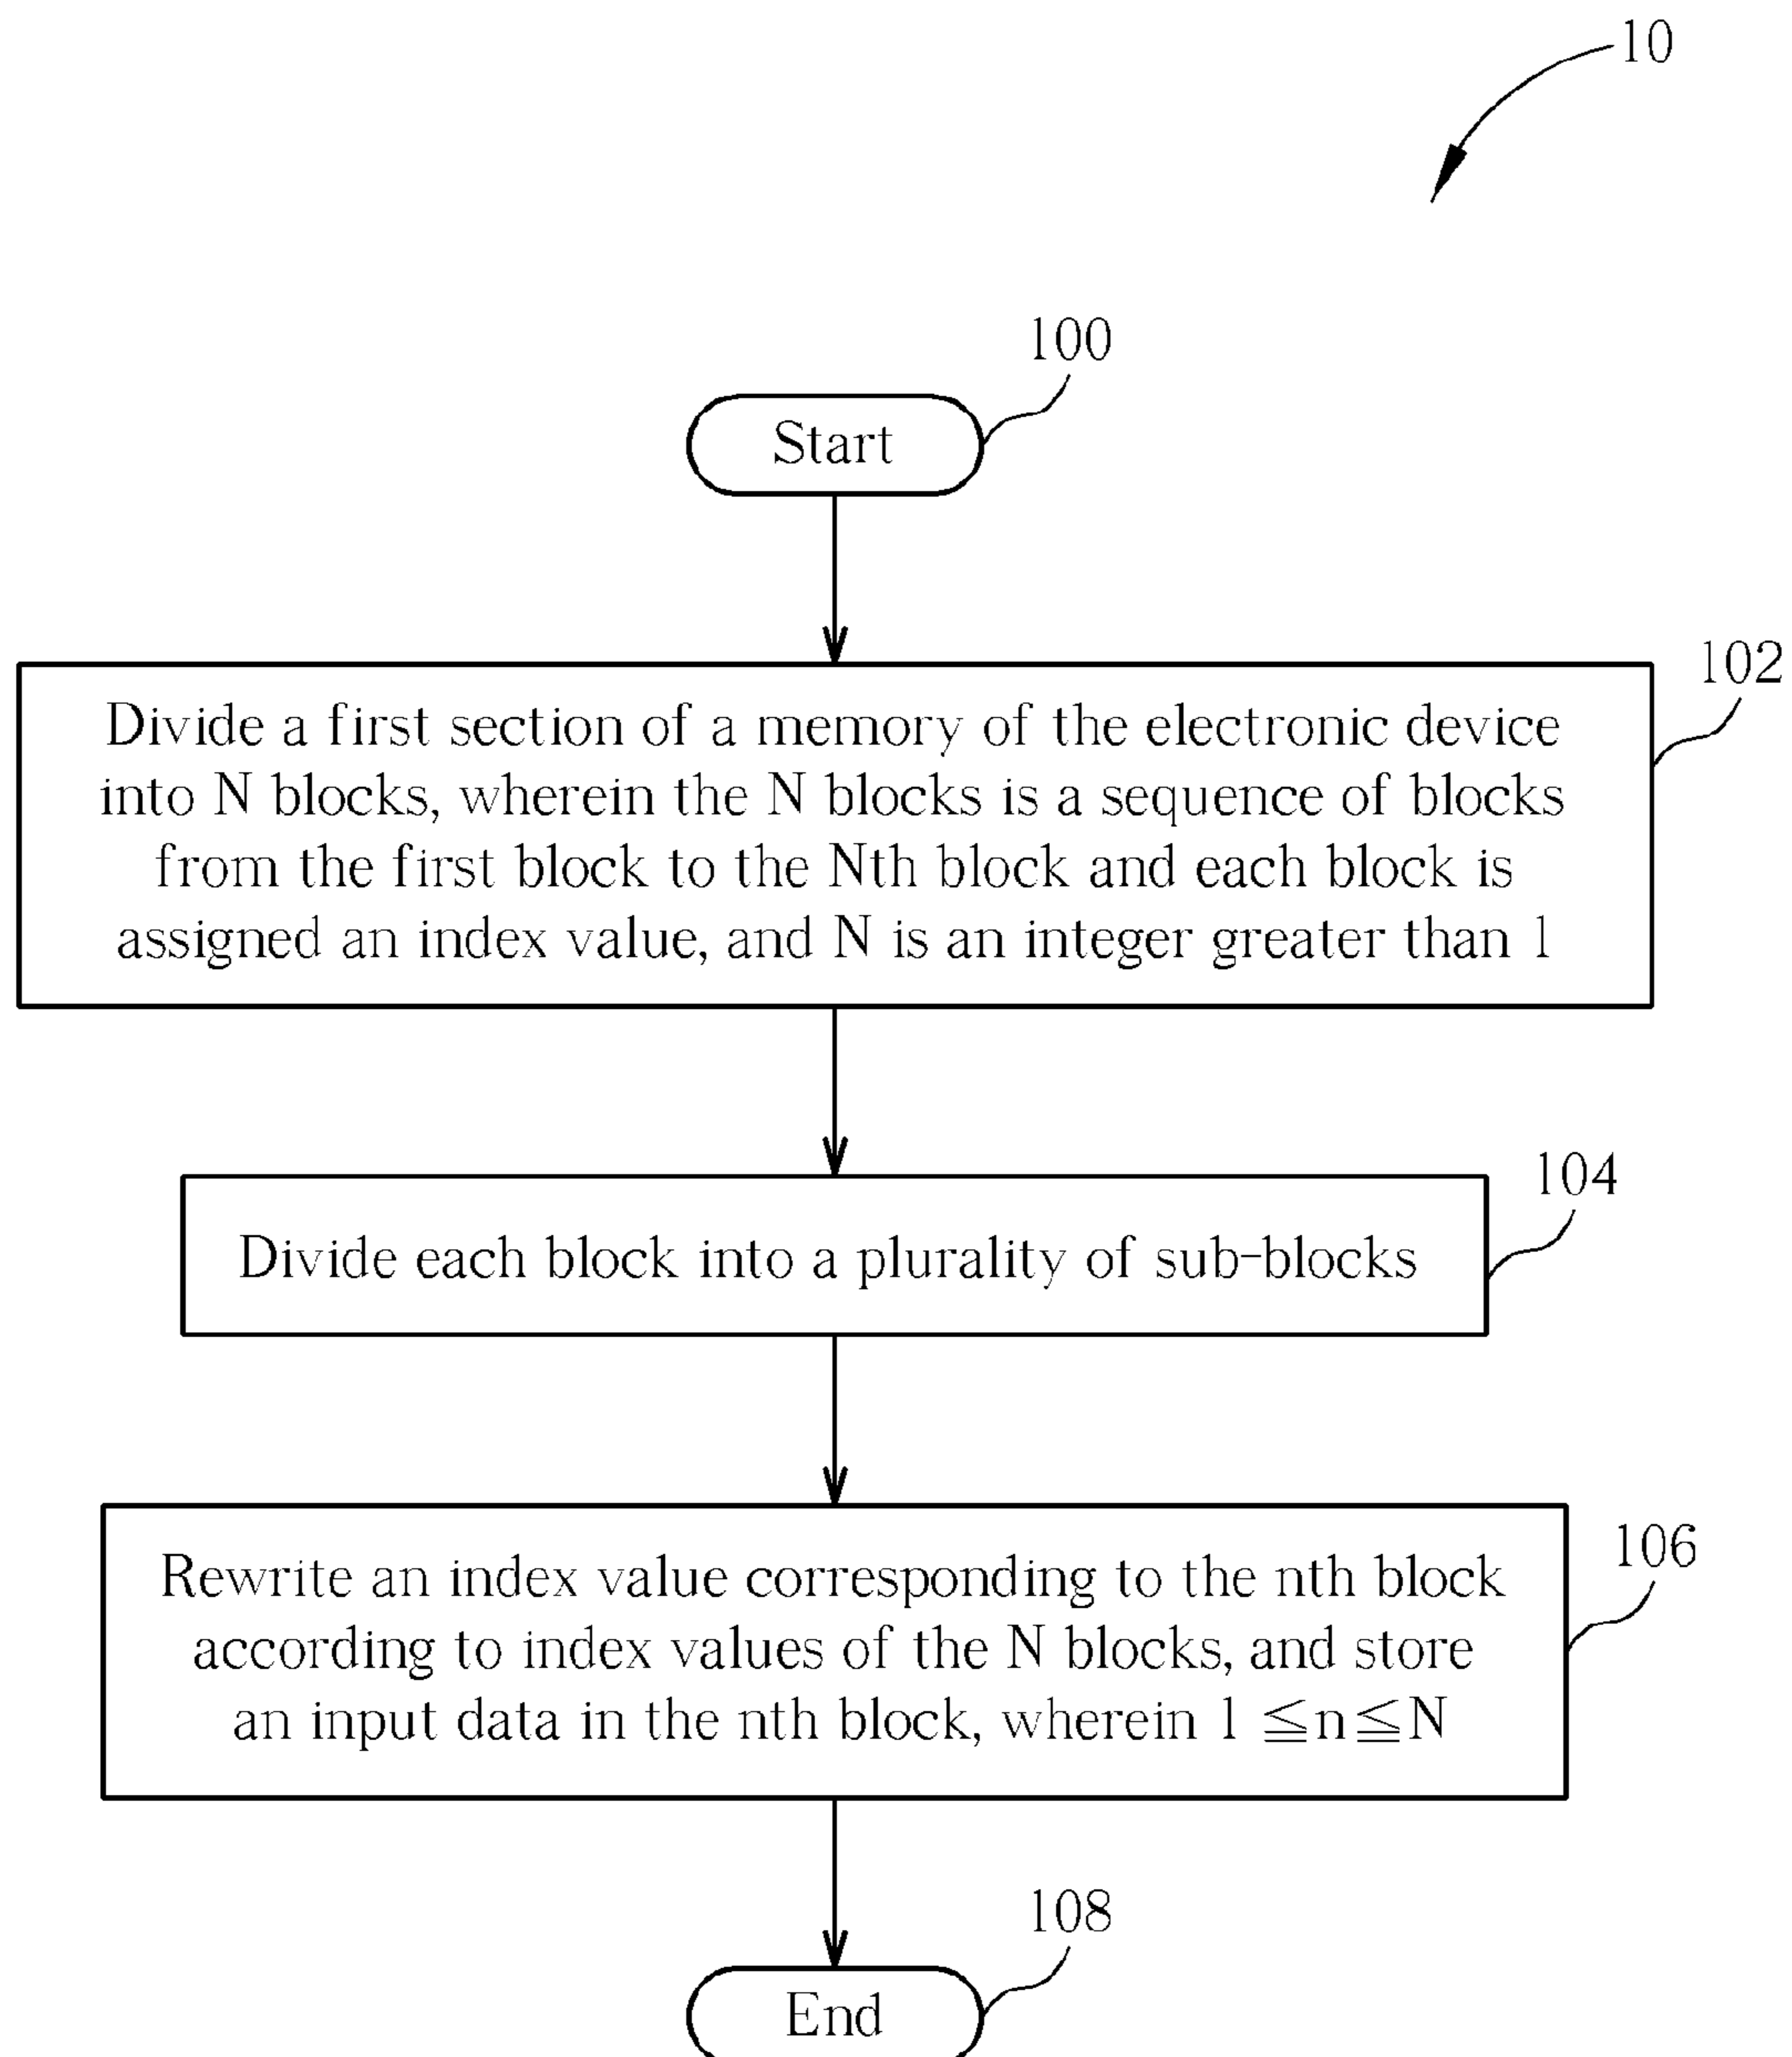 10
100
Start
102
Divide a first section of a memory of the electronic device
into N blocks, wherein the N blocks is a sequence of blocks
from the first block to the Nth block and each block is
assigned an index value, and N is an integer greater than 1
104
Divide each block into a plurality of sub-blocks
106
Rewrite an index value corresponding to the nth block
according to index values of the N blocks, and store
an input data in the nth block, wherein 1 ≦n≦N
108
End